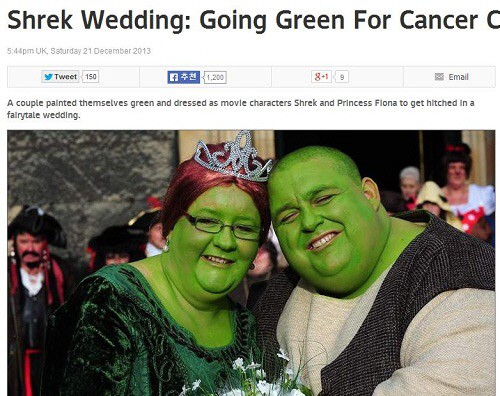 Shrek Wedding: Going Green For Cancer C
5:44pm UK, Saturday 21 December 2013
Tweet 150 추천 1,200 +1 9 Email
A couple painted themselves green and dressed as movie characters Shrek and Princess Fiona to get hitched in a
fairytale wedding.